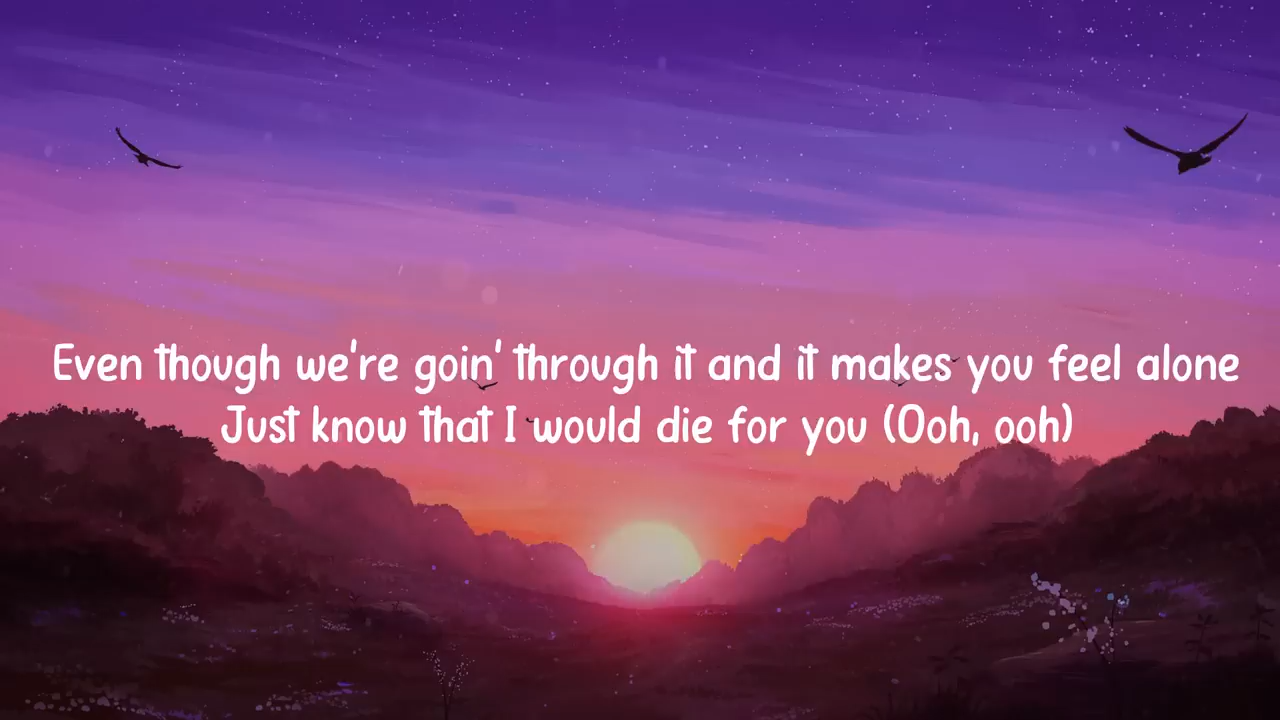 Even though we're goin' through it and it makes you feel alone
Just know that I would die for you (Ooh, ooh)